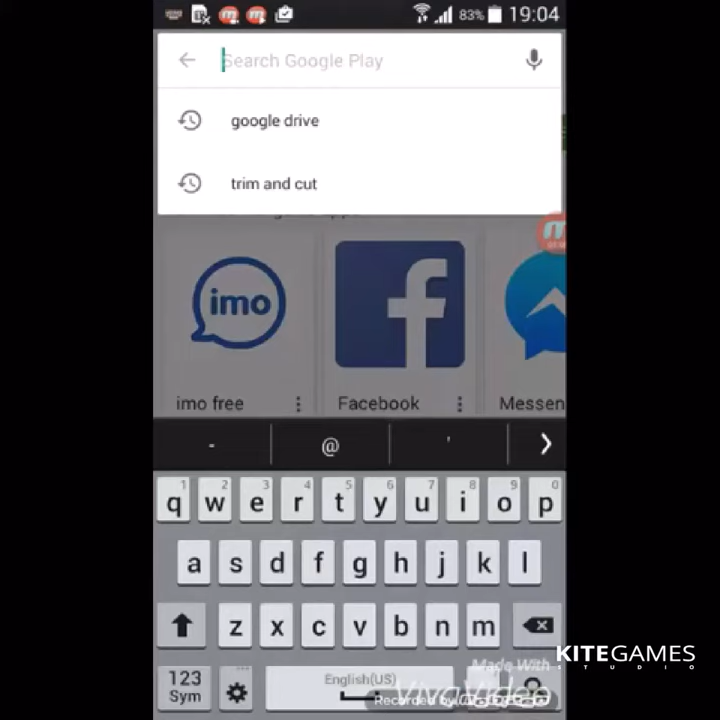 83% 19:04
Search Google Play
google drive
trim and cut
imo
f
imo free
Facebook
Messen
- @ '
1 2 3 4 5 6 7 8 9 0
q w e r t y u i o p
a s d f g h j k l
z x c v b n m
KITEGAMES
STUDIO
123
Sym
English(US)
Made With
VivaVideo
Recorded by